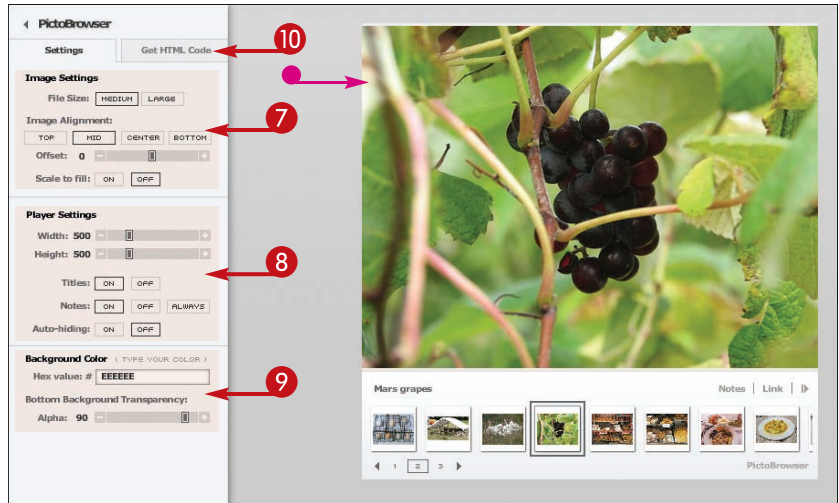 PictoBrowser
Settings
Get HTML Code
10
Image Settings
File Size: MEDIUM LARGE
Image Alignment:
TOP MID CENTER BOTTOM
7
Offset: 0 - +
Scale to fill: ON OFF
Player Settings
Width: 500 - +
Height: 500 - +
8
Titles: ON OFF
Notes: ON OFF ALWAYS
Auto-hiding: ON OFF
Background Color ( TYPE YOUR COLOR )
Hex value: # EEEEEE
9
Bottom Background Transparency:
Alpha: 90 - +
Mars grapes
Notes | Link |
1 2 3
PictoBrowser